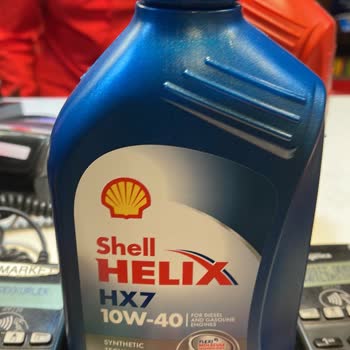 Shell
HELIX
HX7
10W-40
FOR DIESEL
AND GASOLINE
ENGINES
SYNTHETIC
MARKET